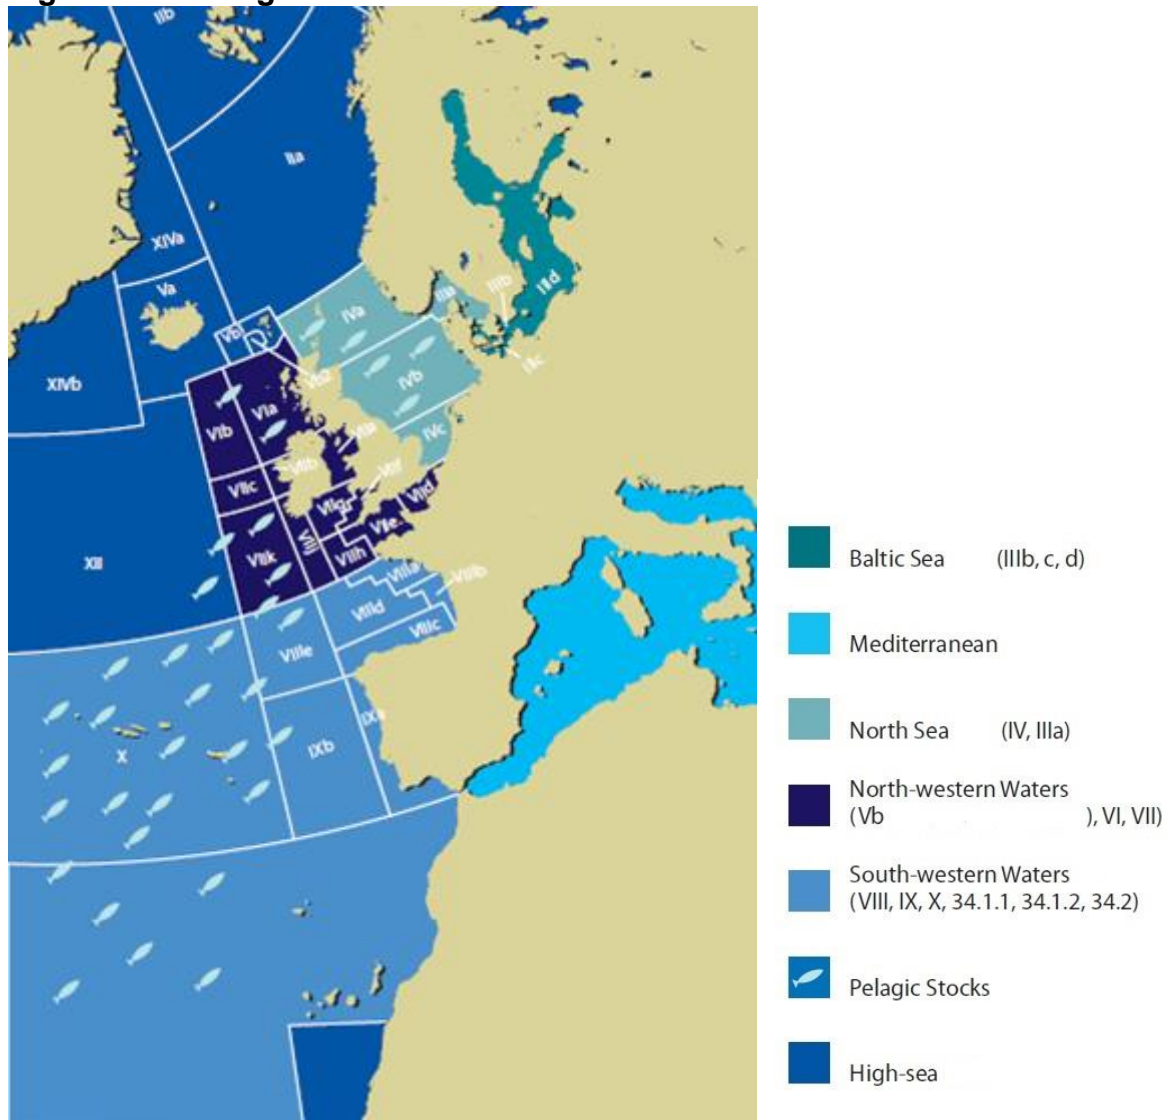 IIb
IIa
XIVa
Va
Vb
IVa
IIIa
IIIb
IIId
IIIc
XIVb
Vb2
IVb
VIa
VIb
VIIa
IVc
VIIb
VIIf
VIIc
VIIg
VIId
VIIe
XII
VIIk
VIIj
VIIh
VIIIa
VIIIb
VIIId
VIIIc
VIIIe
IXa
IXb
X
Baltic Sea (IIIb, c, d)
Mediterranean
North Sea (IV, IIIa)
North-western Waters
(Vb ), VI, VII)
South-western Waters
(VIII, IX, X, 34.1.1, 34.1.2, 34.2)
Pelagic Stocks
High-sea